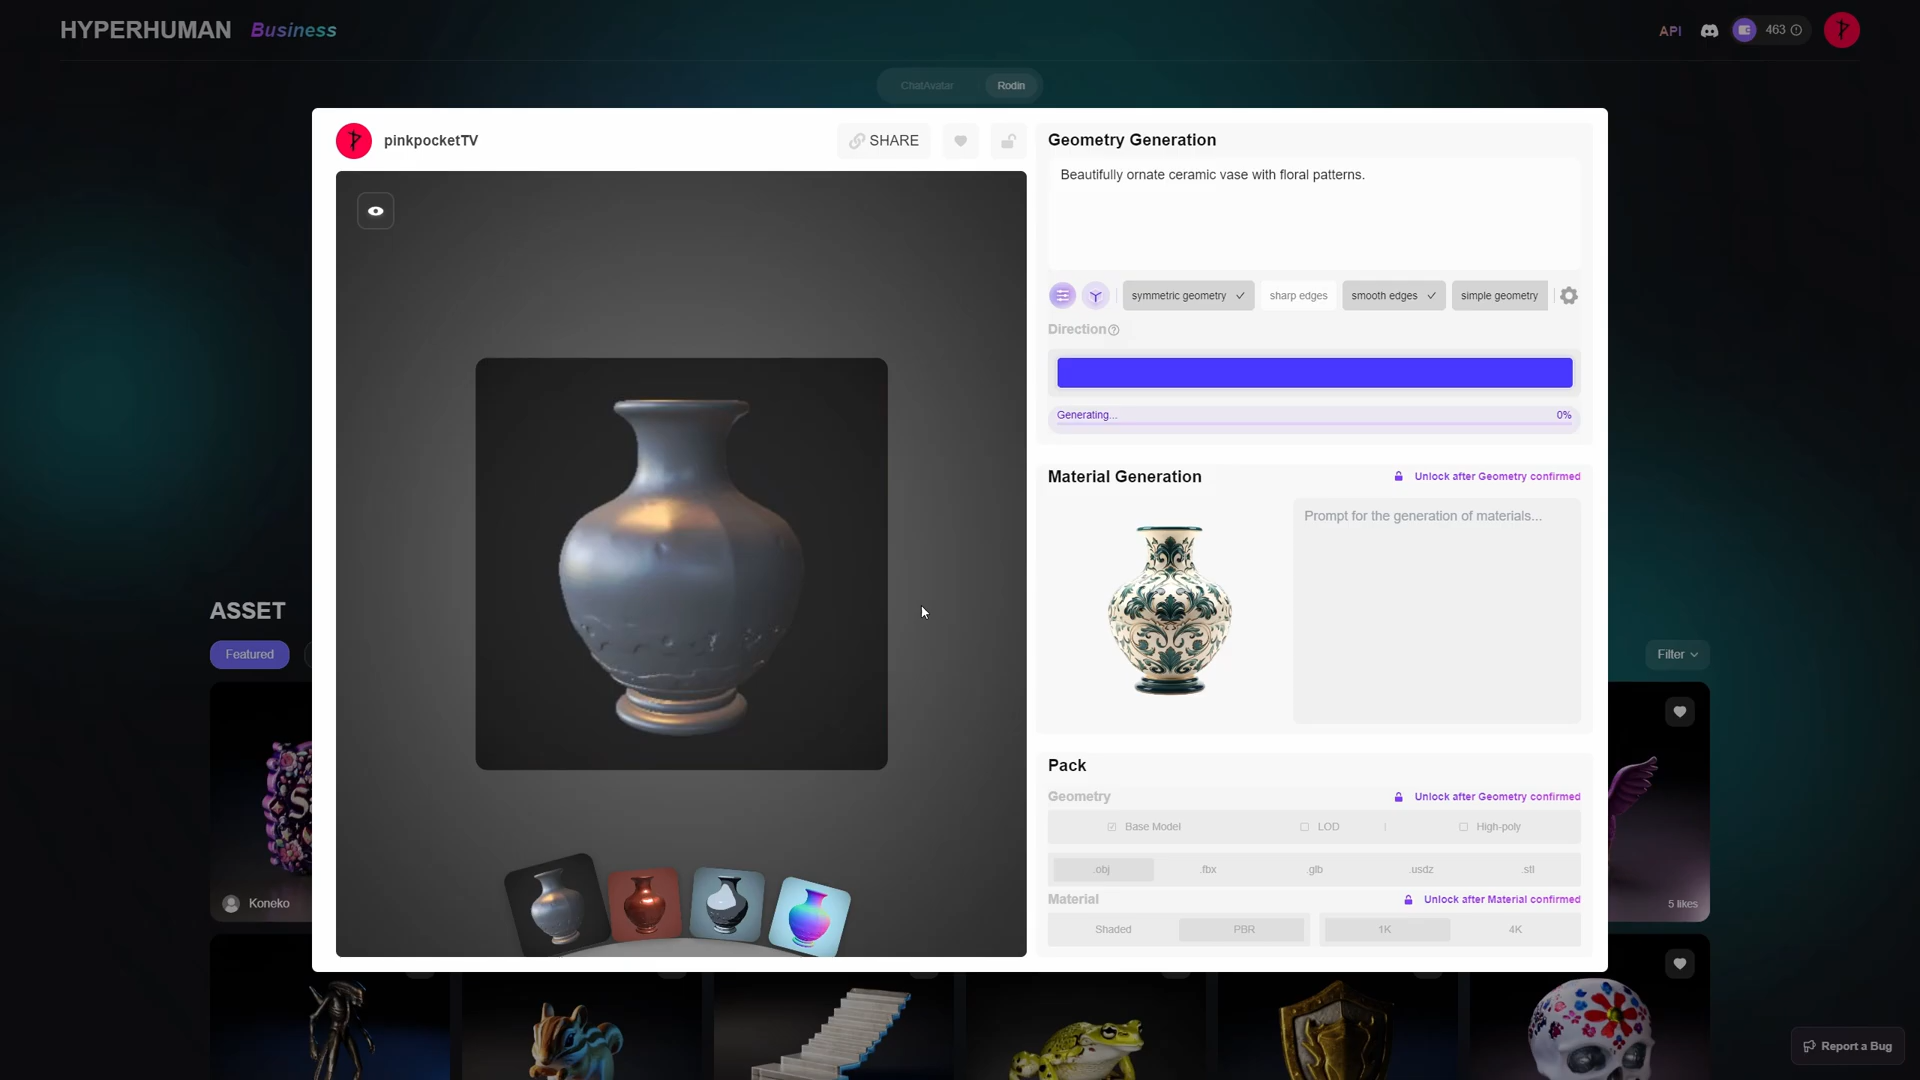 HYPERHUMAN Business
API
463
ChatAvatar Rodin
pinkpocketTV
SHARE
Geometry Generation
Beautifully ornate ceramic vase with floral patterns.
symmetric geometry sharp edges smooth edges simple geometry
Direction
Generating... 0%
Material Generation
Unlock after Geometry confirmed
Prompt for the generation of materials...
ASSET
Featured
Filter
Pack
Geometry
Unlock after Geometry confirmed
Base Model LOD High-poly
.obj .fbx .glb .usdz .stl
Material
Unlock after Material confirmed
Shaded PBR 1K 4K
Koneko
5 likes
Report a Bug